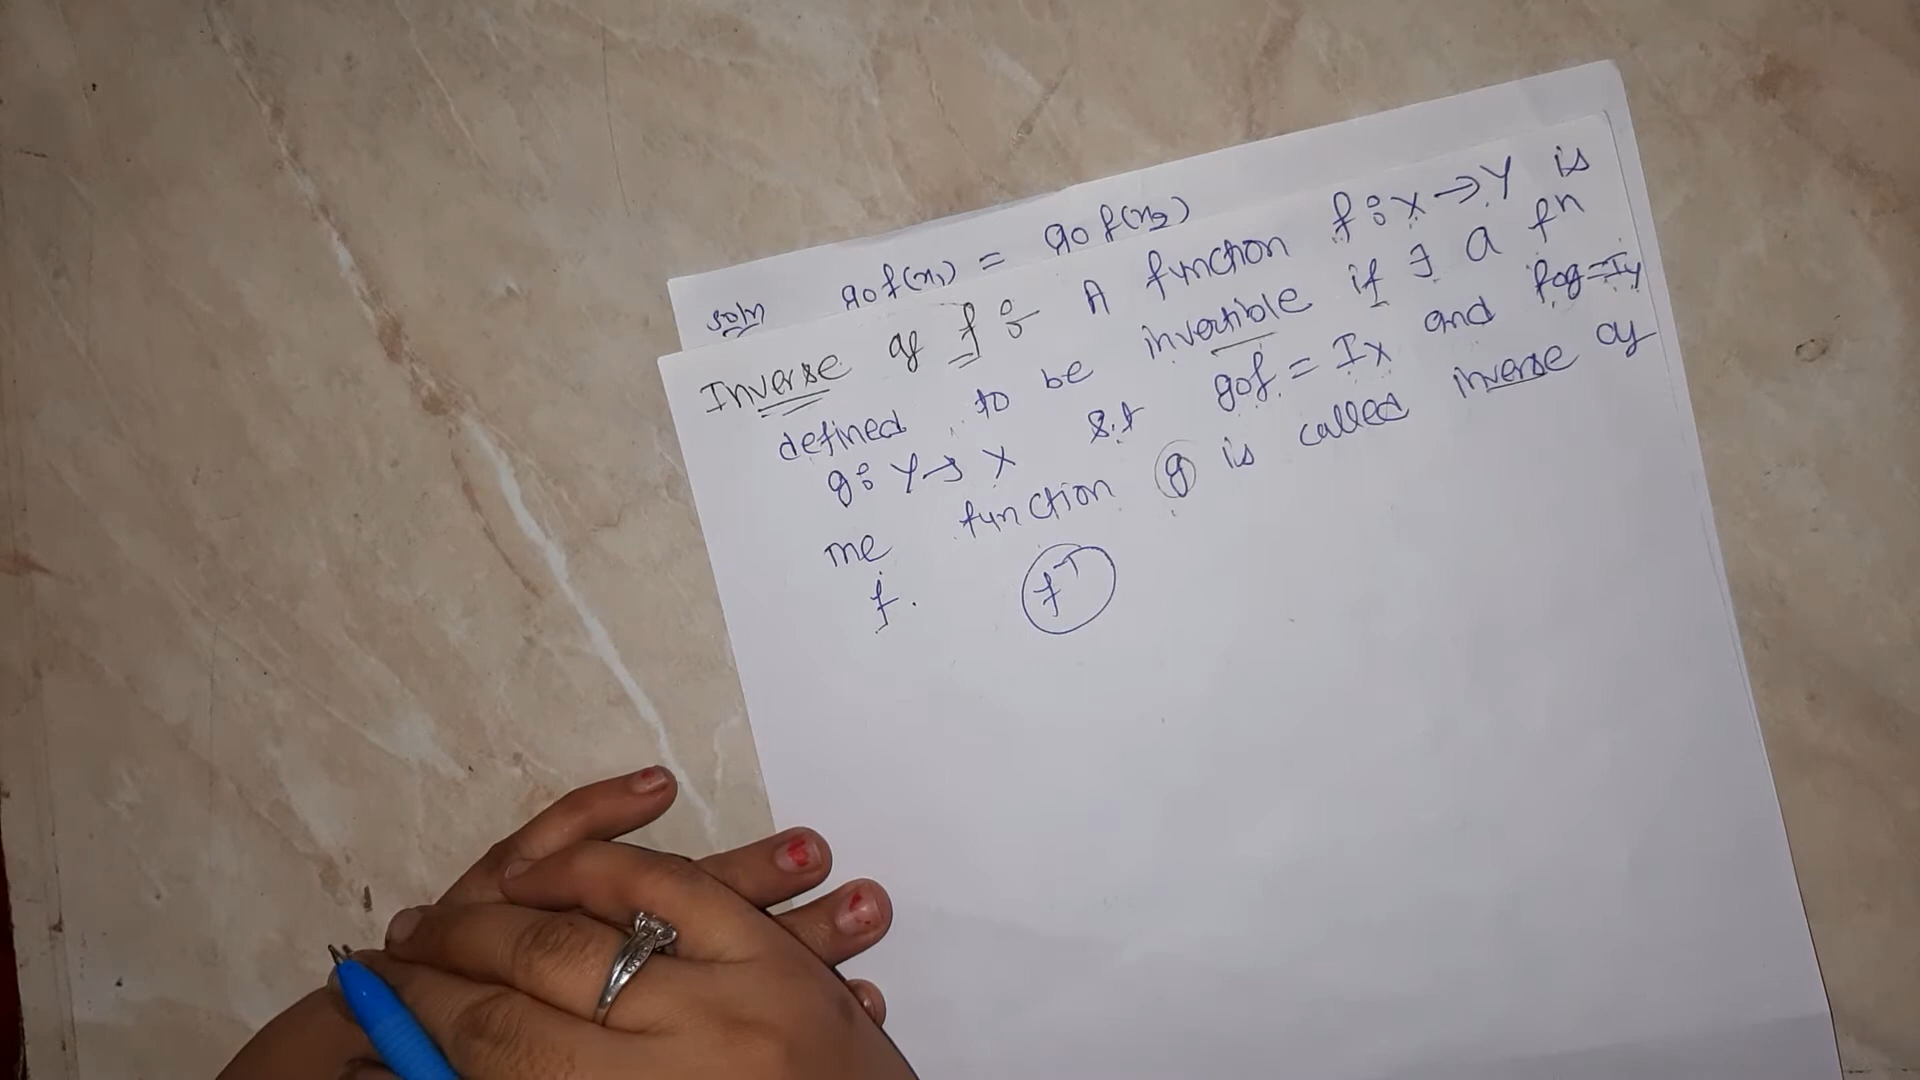 soln gof(x₁) = gof(x₂)
Inverse of f : A function f : X → Y is
defined to be invertible if ∃ a fn
g : Y → X s.t gof = Ix and fog = Iy
The function g is called inverse of
f. f⁻¹